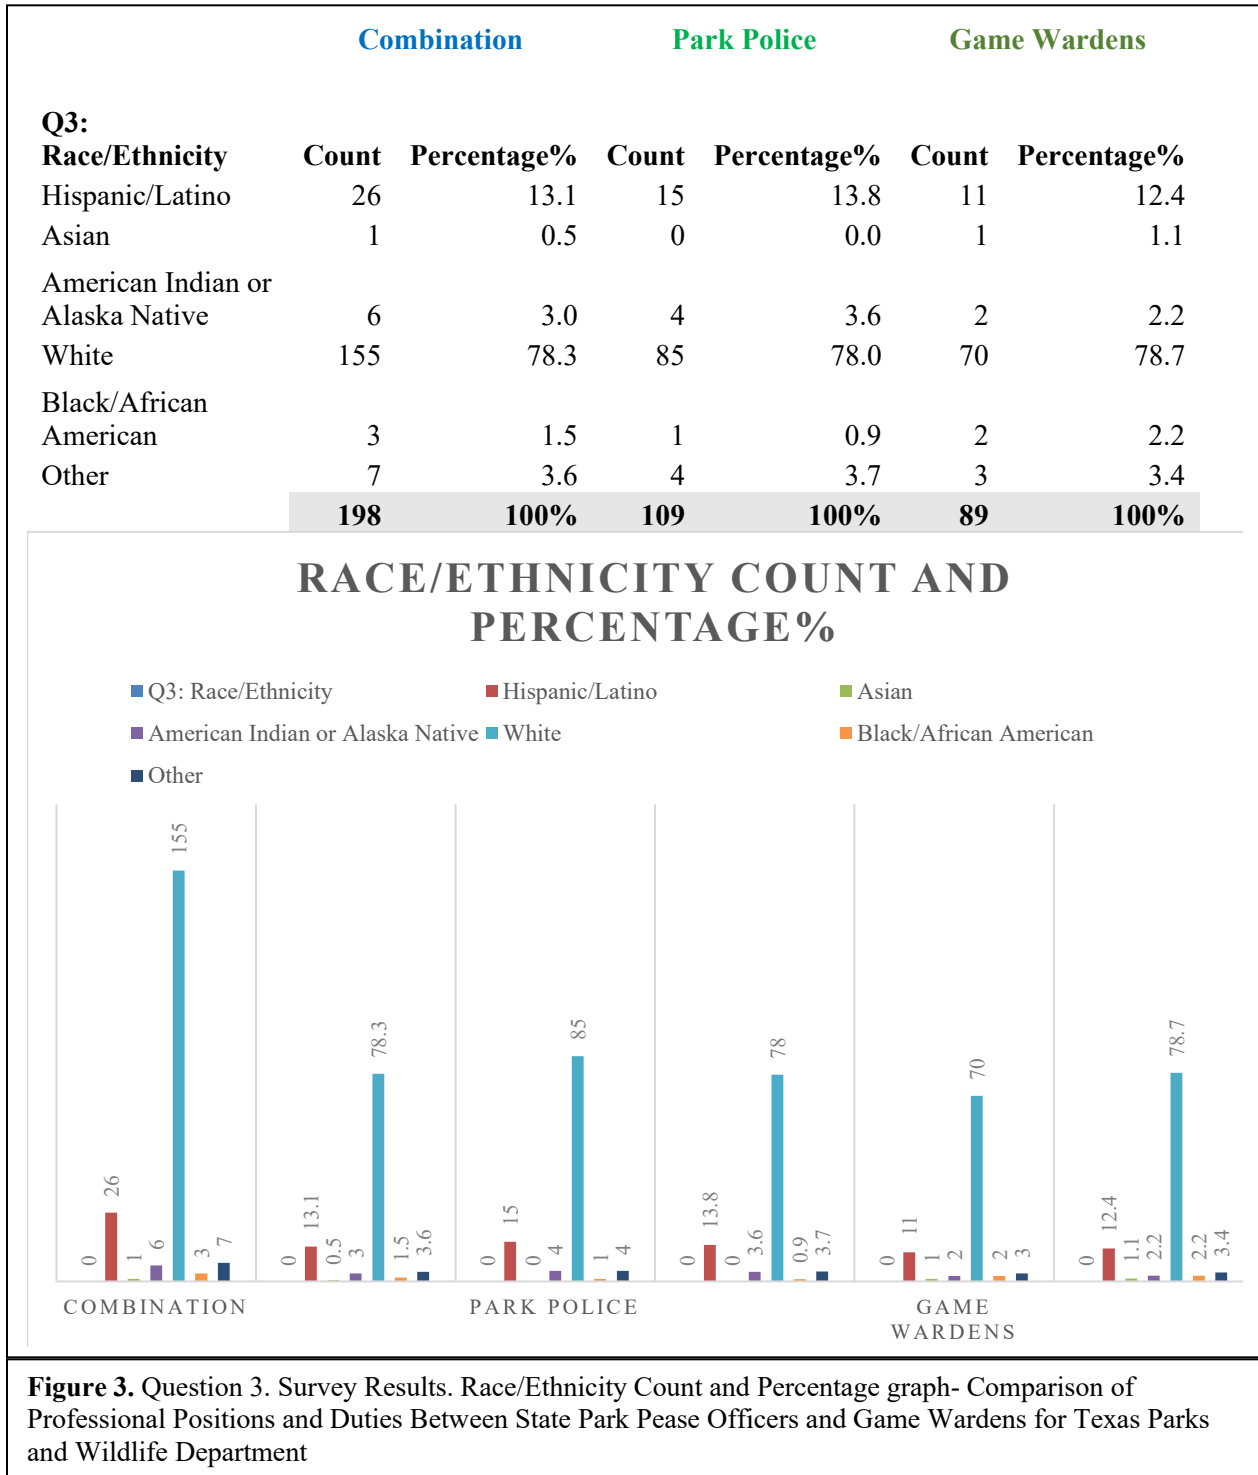 Combination Park Police Game Wardens
Q3:
Race/Ethnicity Count Percentage% Count Percentage% Count Percentage%
Hispanic/Latino 26 13.1 15 13.8 11 12.4
Asian 1 0.5 0 0.0 1 1.1
American Indian or
Alaska Native 6 3.0 4 3.6 2 2.2
White 155 78.3 85 78.0 70 78.7
Black/African
American 3 1.5 1 0.9 2 2.2
Other 7 3.6 4 3.7 3 3.4
198 100% 109 100% 89 100%
RACE/ETHNICITY COUNT AND
PERCENTAGE%
Q3: Race/Ethnicity Hispanic/Latino Asian
American Indian or Alaska Native White Black/African American
Other
0 26 1 6 155 3 7
0 13.1 0.5 3 78.3 1.5 3.6
0 15 0 4 85 1 4
0 13.8 0 3.6 78 0.9 3.7
0 11 1 2 70 2 3
0 12.4 1.1 2.2 78.7 2.2 3.4
COMBINATION PARK POLICE GAME
WARDENS
Figure 3. Question 3. Survey Results. Race/Ethnicity Count and Percentage graph- Comparison of
Professional Positions and Duties Between State Park Pease Officers and Game Wardens for Texas Parks
and Wildlife Department